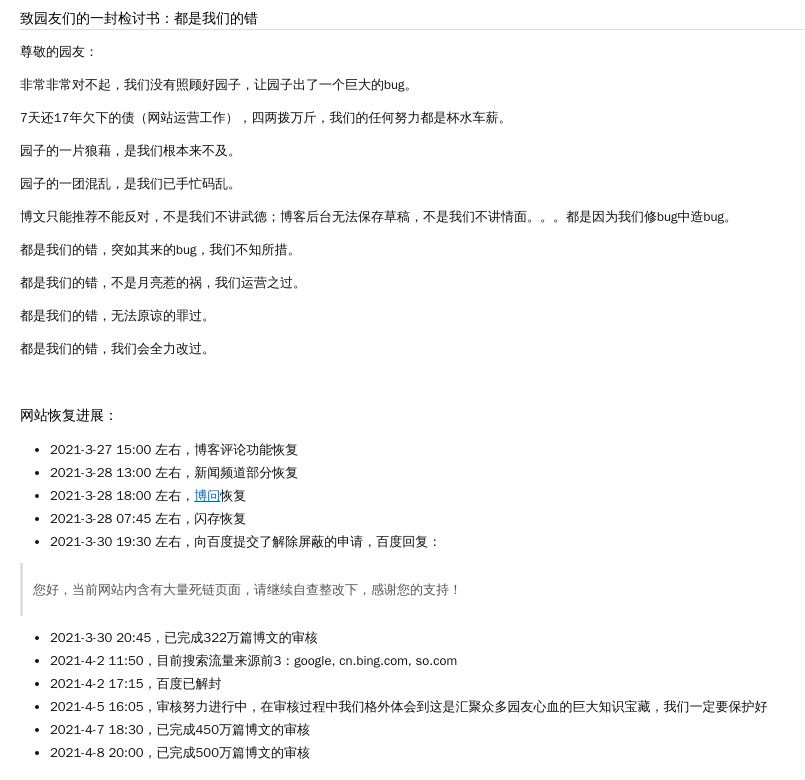 致园友们的一封检讨书：都是我们的错
尊敬的园友：
非常非常对不起，我们没有照顾好园子，让园子出了一个巨大的bug。
7天还17年欠下的债（网站运营工作），四两拨万斤，我们的任何努力都是杯水车薪。
园子的一片狼藉，是我们根本来不及。
园子的一团混乱，是我们已手忙码乱。
博文只能推荐不能反对，不是我们不讲武德；博客后台无法保存草稿，不是我们不讲情面。。。都是因为我们修bug中造bug。
都是我们的错，突如其来的bug，我们不知所措。
都是我们的错，不是月亮惹的祸，我们运营之过。
都是我们的错，无法原谅的罪过。
都是我们的错，我们会全力改过。
网站恢复进展：
• 2021-3-27 15:00 左右，博客评论功能恢复
• 2021-3-28 13:00 左右，新闻频道部分恢复
• 2021-3-28 18:00 左右，博问恢复
• 2021-3-28 07:45 左右，闪存恢复
• 2021-3-30 19:30 左右，向百度提交了解除屏蔽的申请，百度回复：
您好，当前网站内含有大量死链页面，请继续自查整改下，感谢您的支持！
• 2021-3-30 20:45，已完成322万篇博文的审核
• 2021-4-2 11:50，目前搜索流量来源前3：google, cn.bing.com, so.com
• 2021-4-2 17:15，百度已解封
• 2021-4-5 16:05，审核努力进行中，在审核过程中我们格外体会到这是汇聚众多园友心血的巨大知识宝藏，我们一定要保护好
• 2021-4-7 18:30，已完成450万篇博文的审核
• 2021-4-8 20:00，已完成500万篇博文的审核